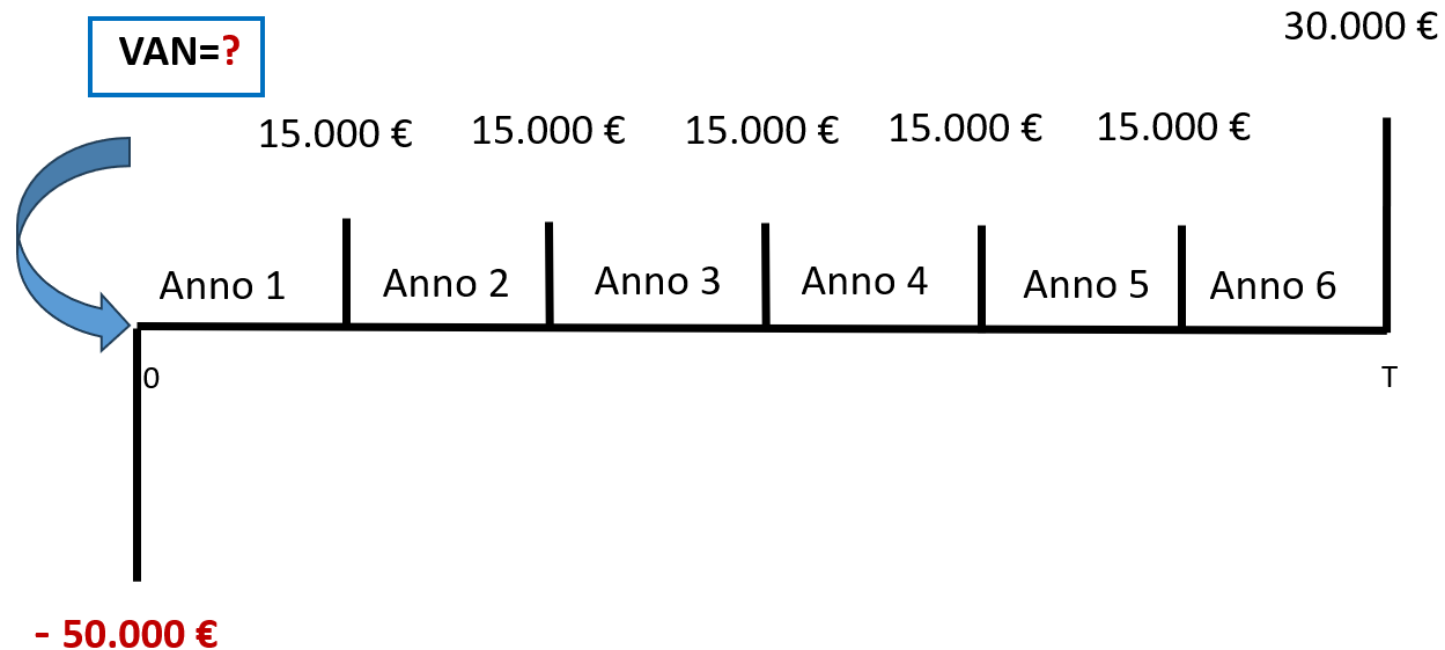 VAN=?
30.000 €
15.000 € 15.000 € 15.000 € 15.000 € 15.000 €
Anno 1 Anno 2 Anno 3 Anno 4 Anno 5 Anno 6
0 T
- 50.000 €